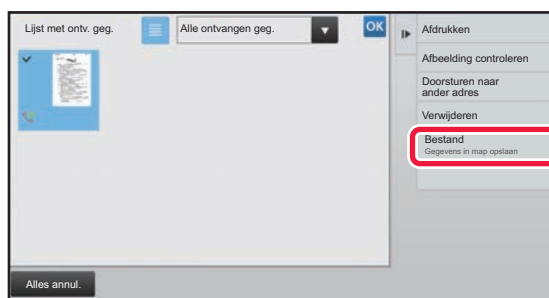 Lijst met ontv. geg.
Alle ontvangen geg.
OK
Afdrukken
Afbeelding controleren
Doorsturen naar
ander adres
Verwijderen
Bestand
Gegevens in map opslaan
Alles annul.